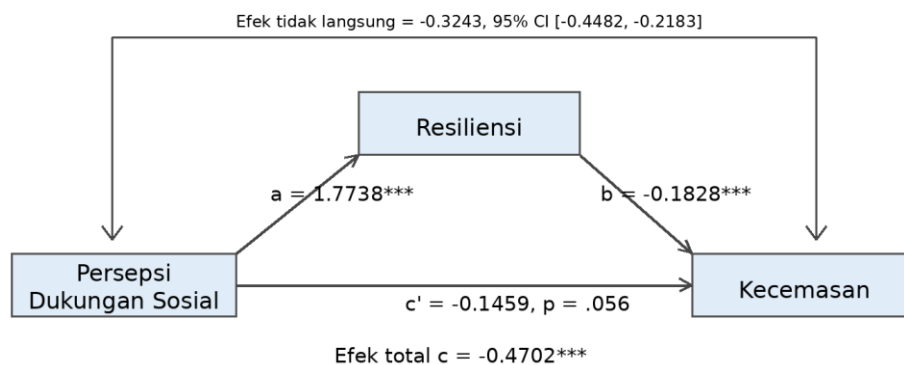 Efek tidak langsung = -0.3243, 95% CI [-0.4482, -0.2183]
Resiliensi
a = 1.7738***
b = -0.1828***
Persepsi
Dukungan Sosial
Kecemasan
c' = -0.1459, p = .056
Efek total c = -0.4702***